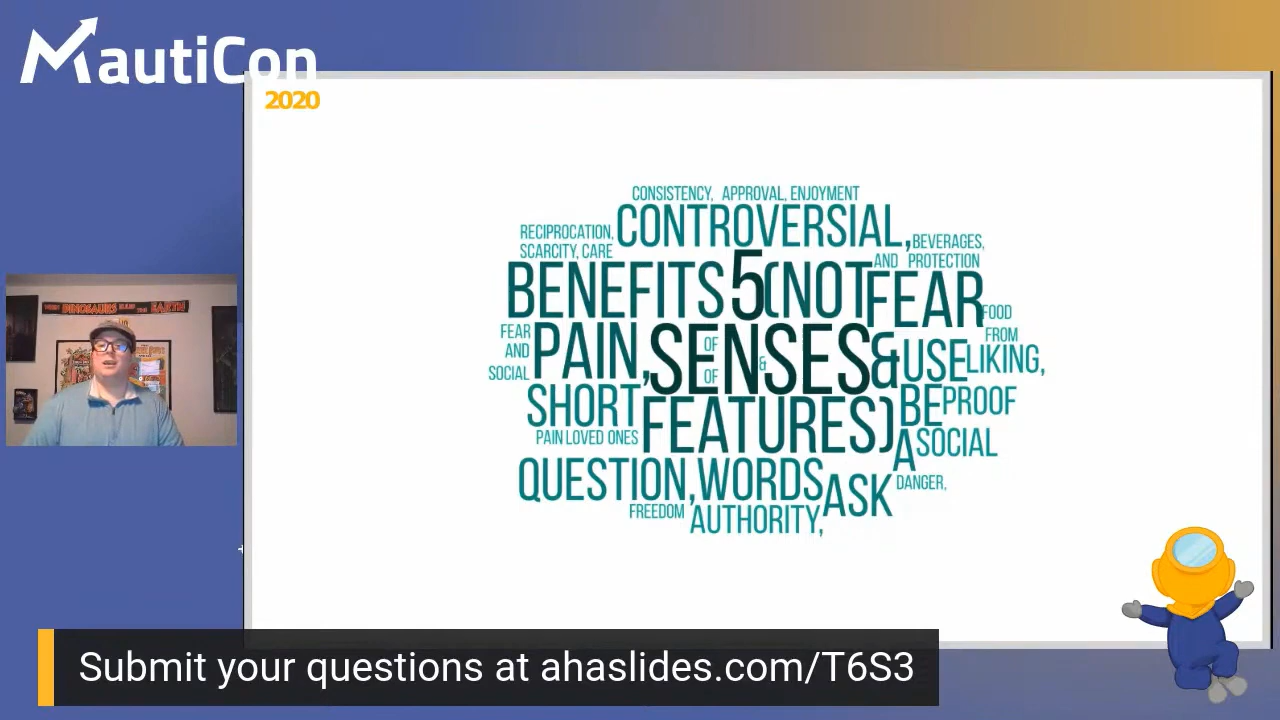 MautiCon
2020
CONSISTENCY, APPROVAL, ENJOYMENT
RECIPROCATION,
SCARCITY, CARE
CONTROVERSIAL,
BEVERAGES,
AND PROTECTION
BENEFITS 5 (NOT FEAR
FOOD
FROM
FEAR
AND
SOCIAL
PAIN,
SENSES
OF
OF
&
& USE LIKING,
SHORT
FEATURES)
BE PROOF
PAIN LOVED ONES
A SOCIAL
QUESTION, WORDS
ASK
DANGER,
FREEDOM
AUTHORITY,
DINOSAURS
EARTH
Submit your questions at ahaslides.com/T6S3